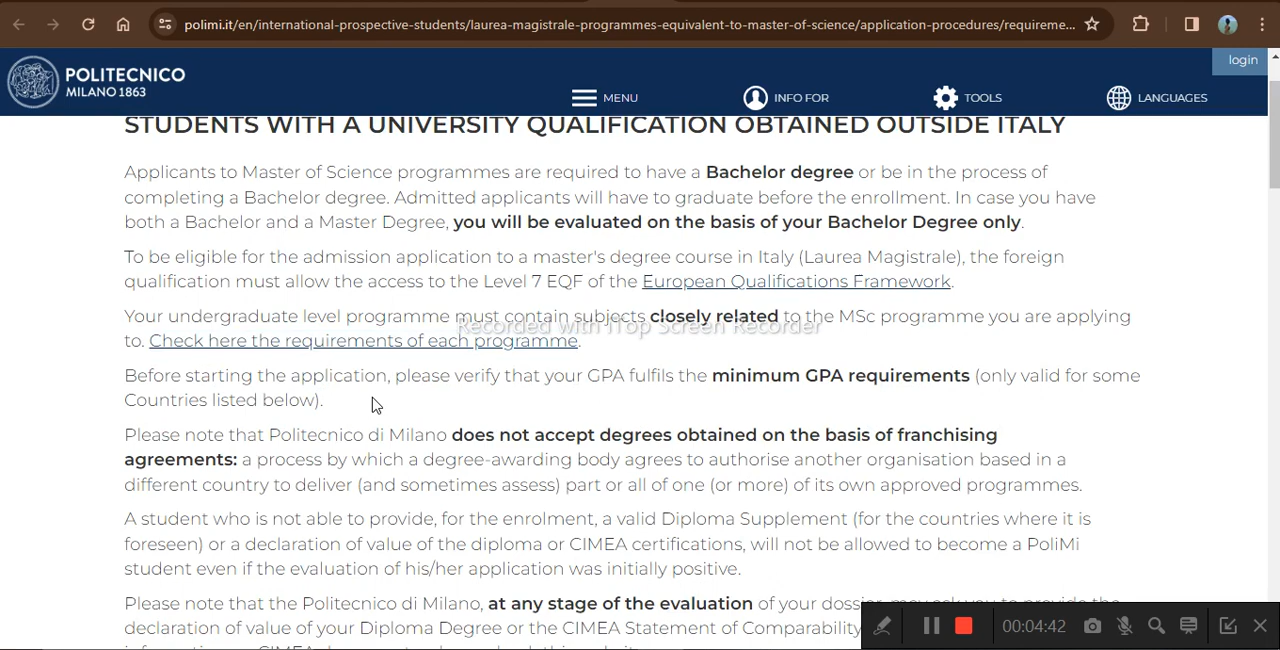 polimi.it/en/international-prospective-students/laurea-magistrale-programmes-equivalent-to-master-of-science/application-procedures/requireme...
login
POLITECNICO
MILANO 1863
MENU
INFO FOR
TOOLS
LANGUAGES
STUDENTS WITH A UNIVERSITY QUALIFICATION OBTAINED OUTSIDE ITALY
Applicants to Master of Science programmes are required to have a Bachelor degree or be in the process of
completing a Bachelor degree. Admitted applicants will have to graduate before the enrollment. In case you have
both a Bachelor and a Master Degree, you will be evaluated on the basis of your Bachelor Degree only.
To be eligible for the admission application to a master's degree course in Italy (Laurea Magistrale), the foreign
qualification must allow the access to the Level 7 EQF of the European Qualifications Framework.
Your undergraduate level programme must contain subjects closely related to the MSc programme you are applying
Recorded with iTop Screen Recorder
to. Check here the requirements of each programme.
Before starting the application, please verify that your GPA fulfils the minimum GPA requirements (only valid for some
Countries listed below).
Please note that Politecnico di Milano does not accept degrees obtained on the basis of franchising
agreements: a process by which a degree-awarding body agrees to authorise another organisation based in a
different country to deliver (and sometimes assess) part or all of one (or more) of its own approved programmes.
A student who is not able to provide, for the enrolment, a valid Diploma Supplement (for the countries where it is
foreseen) or a declaration of value of the diploma or CIMEA certifications, will not be allowed to become a PoliMi
student even if the evaluation of his/her application was initially positive.
Please note that the Politecnico di Milano, at any stage of the evaluation of your dossier, may ask you to provide the
declaration of value of your Diploma Degree or the CIMEA Statement of Comparability
00:04:42